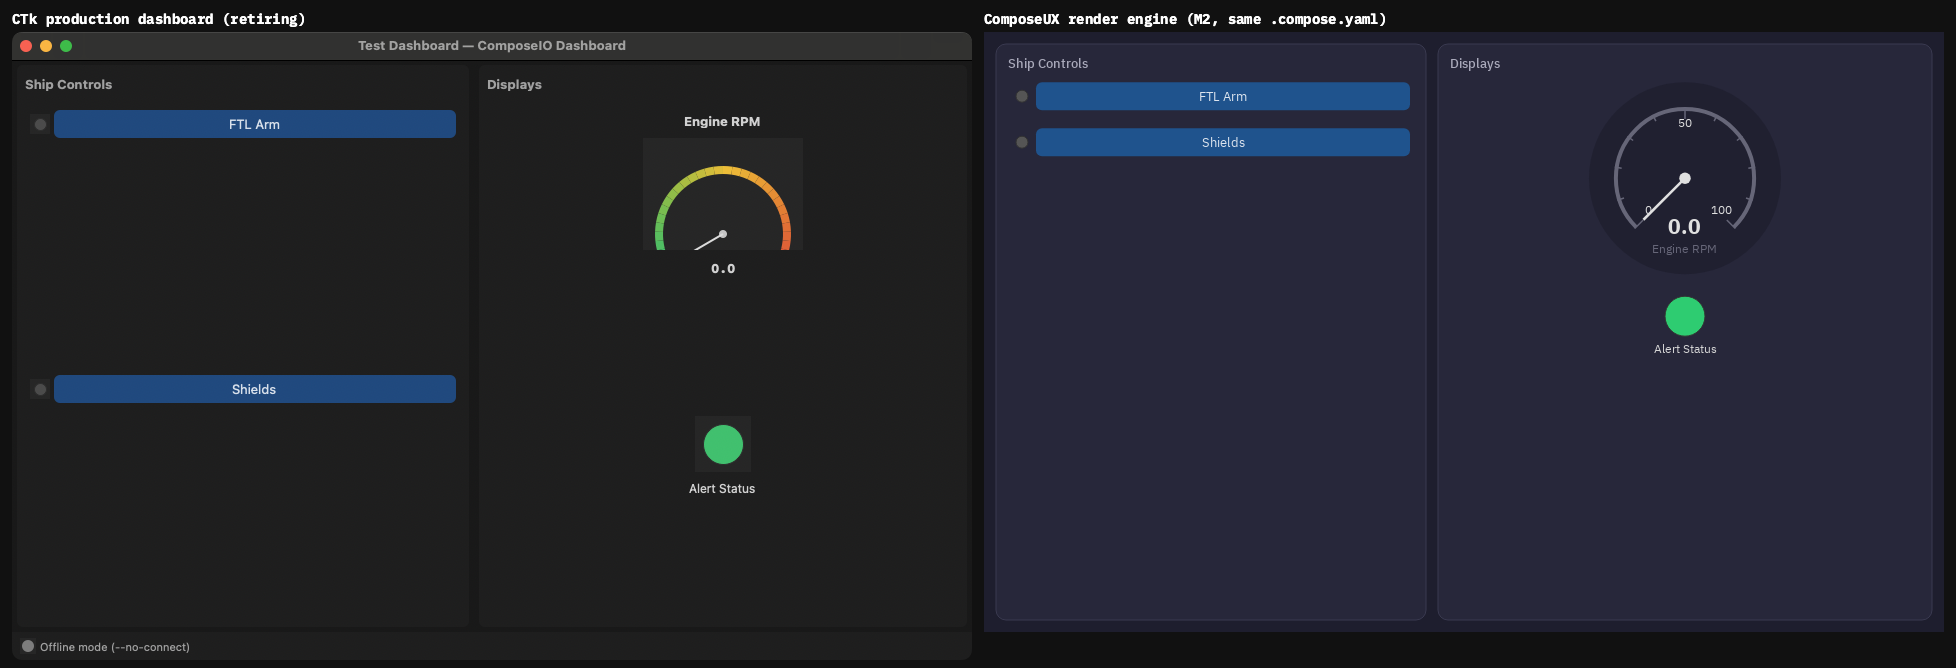 CTk production dashboard (retiring)
Test Dashboard — ComposeIO Dashboard
Ship Controls
FTL Arm
Shields
Displays
Engine RPM
0.0
Alert Status
Offline mode (--no-connect)
ComposeUX render engine (M2, same .compose.yaml)
Ship Controls
FTL Arm
Shields
Displays
50
0
100
0.0
Engine RPM
Alert Status